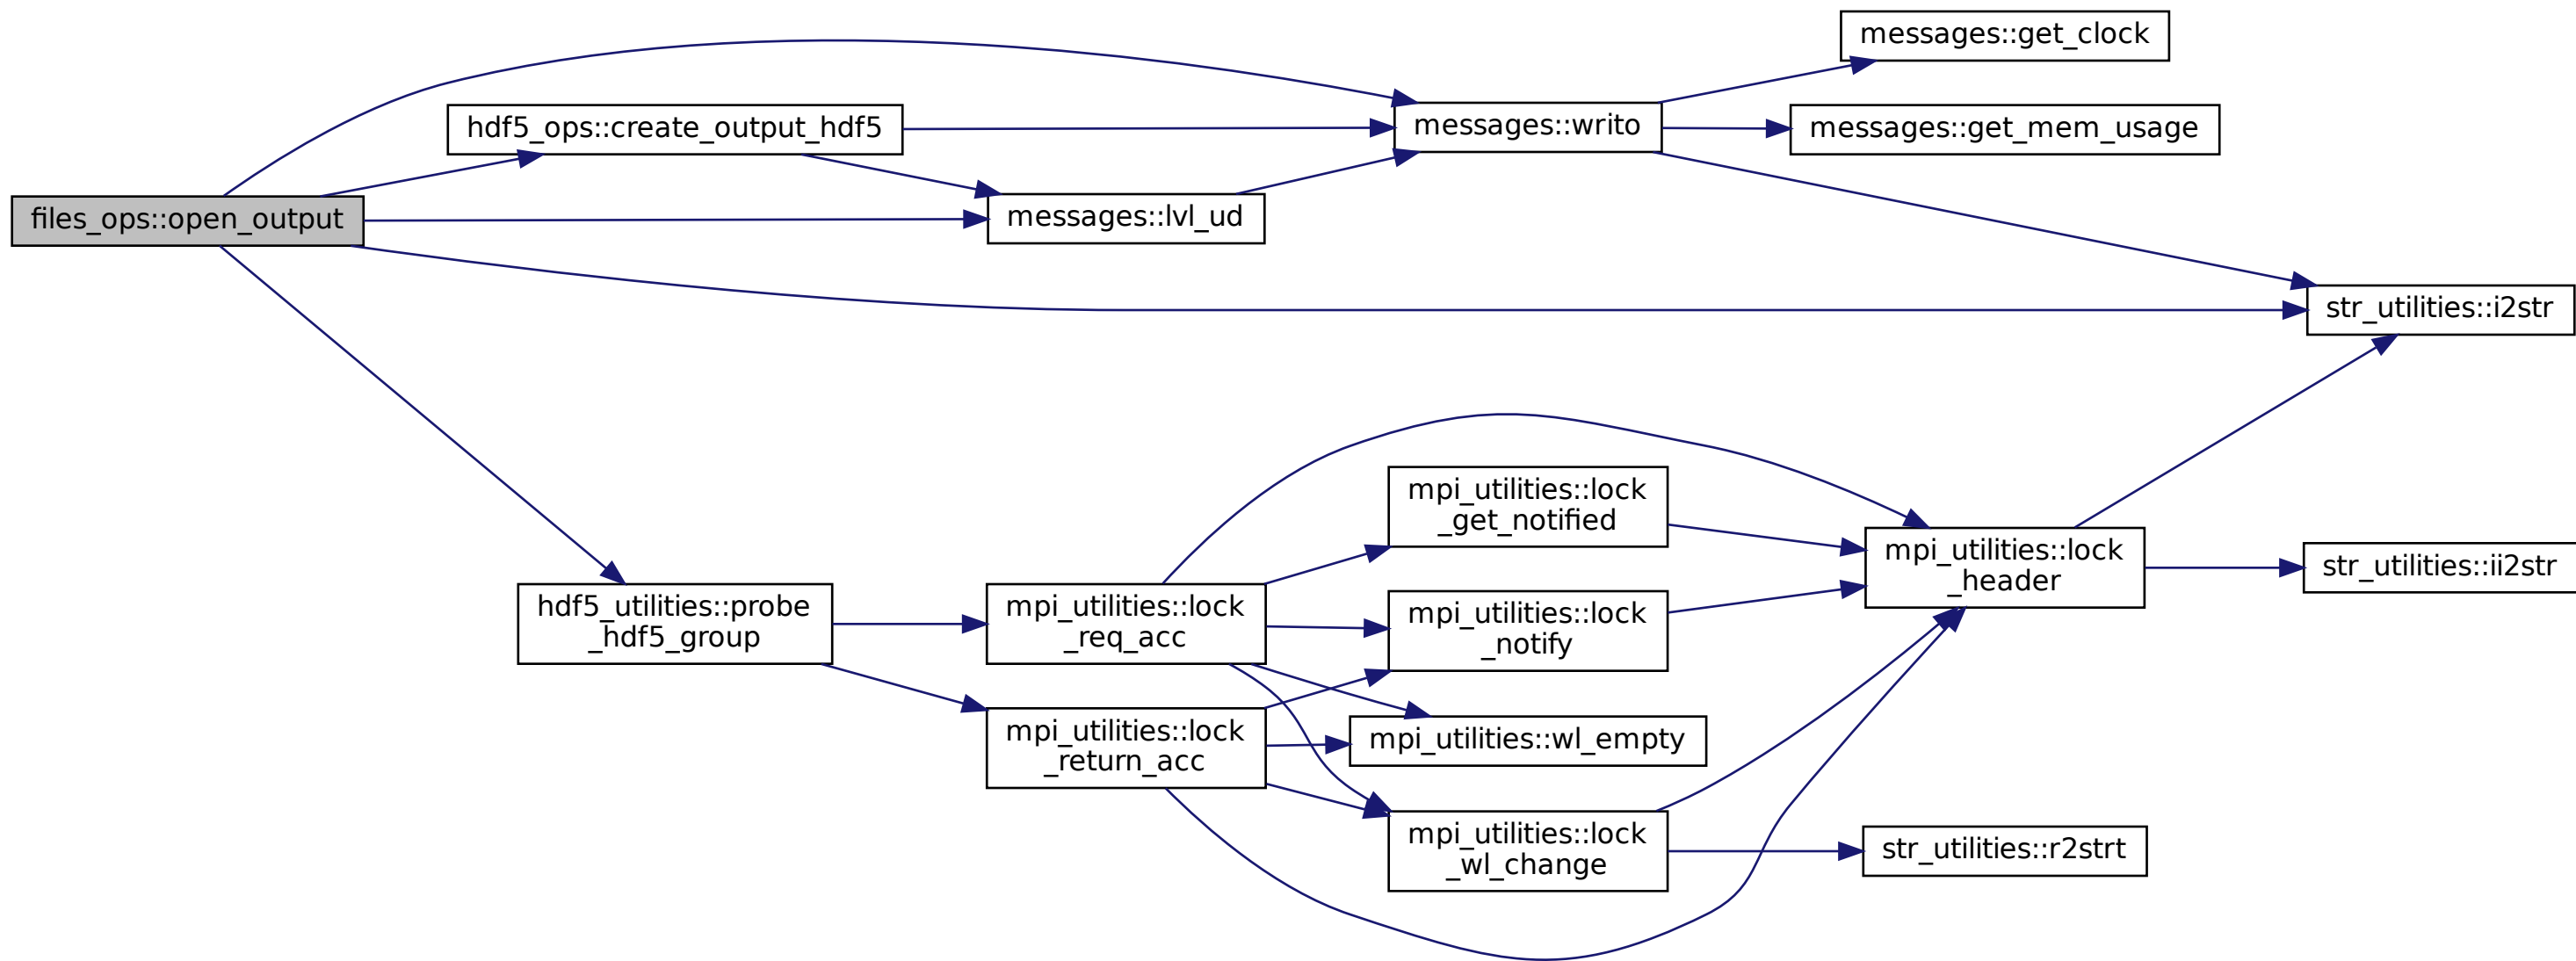 messages::get_clock
hdf5_ops::create_output_hdf5
messages::writo
messages::get_mem_usage
files_ops::open_output
messages::lvl_ud
str_utilities::i2str
mpi_utilities::lock
_get_notified
mpi_utilities::lock
_header
str_utilities::ii2str
hdf5_utilities::probe
_hdf5_group
mpi_utilities::lock
_req_acc
mpi_utilities::lock
_notify
mpi_utilities::lock
_return_acc
mpi_utilities::wl_empty
mpi_utilities::lock
_wl_change
str_utilities::r2strt